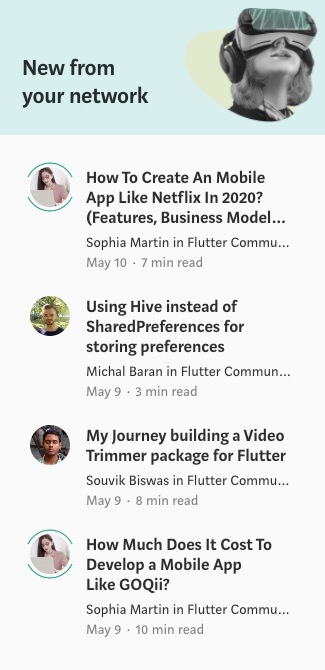 New from
your network
How To Create An Mobile
App Like Netflix In 2020?
(Features, Business Model…
Sophia Martin in Flutter Commu…
May 10 · 7 min read
Using Hive instead of
SharedPreferences for
storing preferences
Michal Baran in Flutter Commun…
May 9 · 3 min read
My Journey building a Video
Trimmer package for Flutter
Souvik Biswas in Flutter Commu…
May 9 · 8 min read
How Much Does It Cost To
Develop a Mobile App
Like GOQii?
Sophia Martin in Flutter Commu…
May 9 · 10 min read